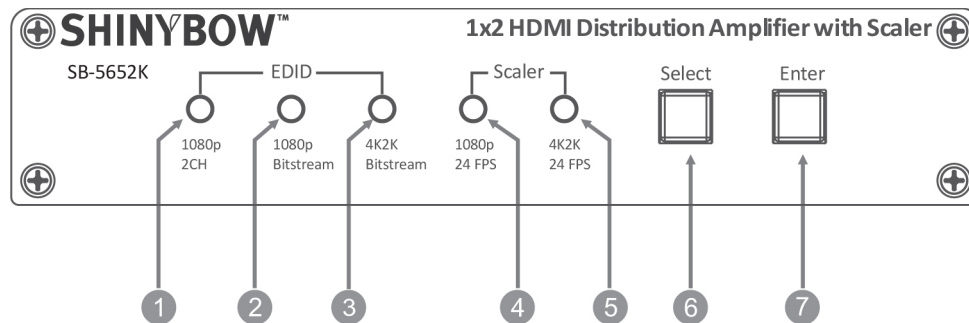 SHINYBOW™ 1x2 HDMI Distribution Amplifier with Scaler
SB-5652K EDID Scaler Select Enter
1080p 1080p 4K2K 1080p 4K2K
2CH Bitstream Bitstream 24 FPS 24 FPS
1 2 3 4 5 6 7